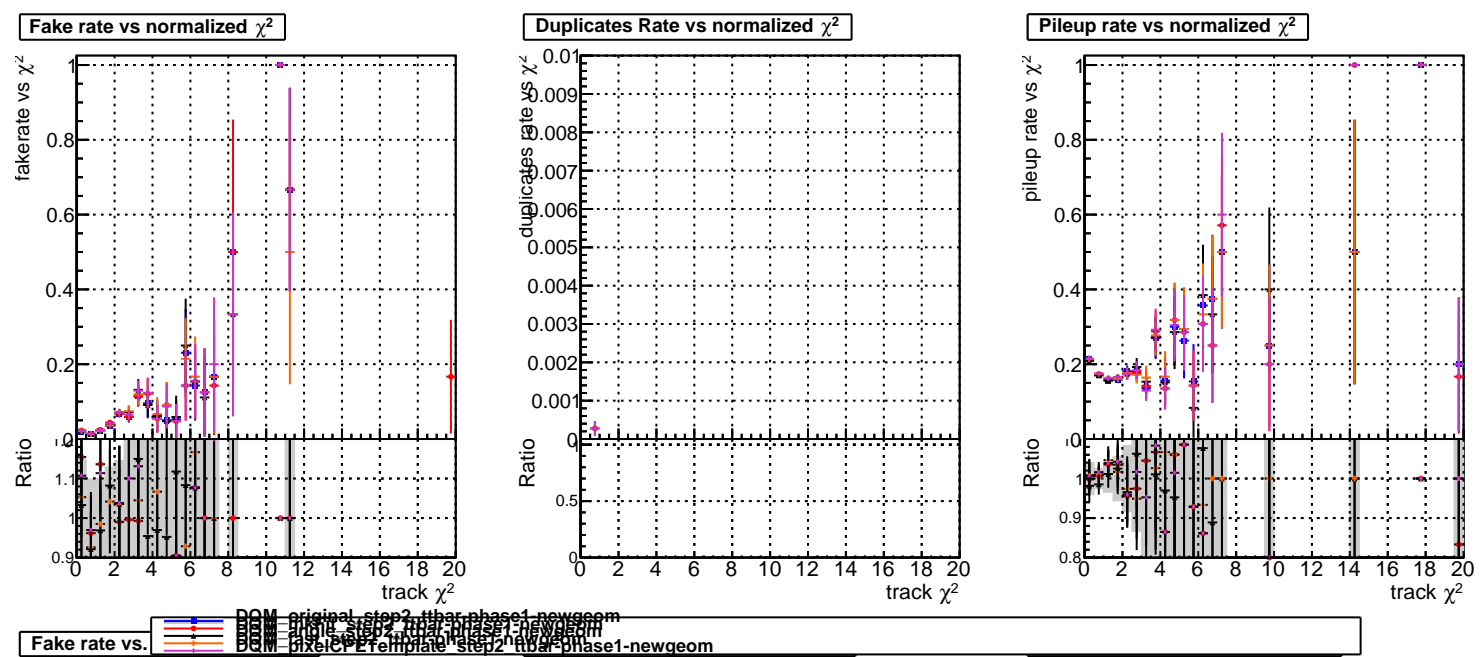 Fake rate vs normalized χ²
Duplicates Rate vs normalized χ²
Pileup rate vs normalized χ²
fakerate vs χ²
1
0.8
0.6
0.4
0.2
0
Ratio
1.1
1
0.9
0 2 4 6 8 10 12 14 16 18 20
track χ²
duplicates rate vs χ²
0.01
0.009
0.008
0.007
0.006
0.005
0.004
0.003
0.002
0.001
0
Ratio
1
0.5
0
0 2 4 6 8 10 12 14 16 18 20
track χ²
pileup rate vs χ²
1
0.8
0.6
0.4
0.2
0
Ratio
1
0.9
0.8
0 2 4 6 8 10 12 14 16 18 20
track χ²
DQM_original_step2_ttbar-phase1-newgeom
DQM_angle_step2_ttbar-phase1-newgeom
DQM_pixelCPETemplate_step2_ttbar-phase1-newgeom
Fake rate vs.